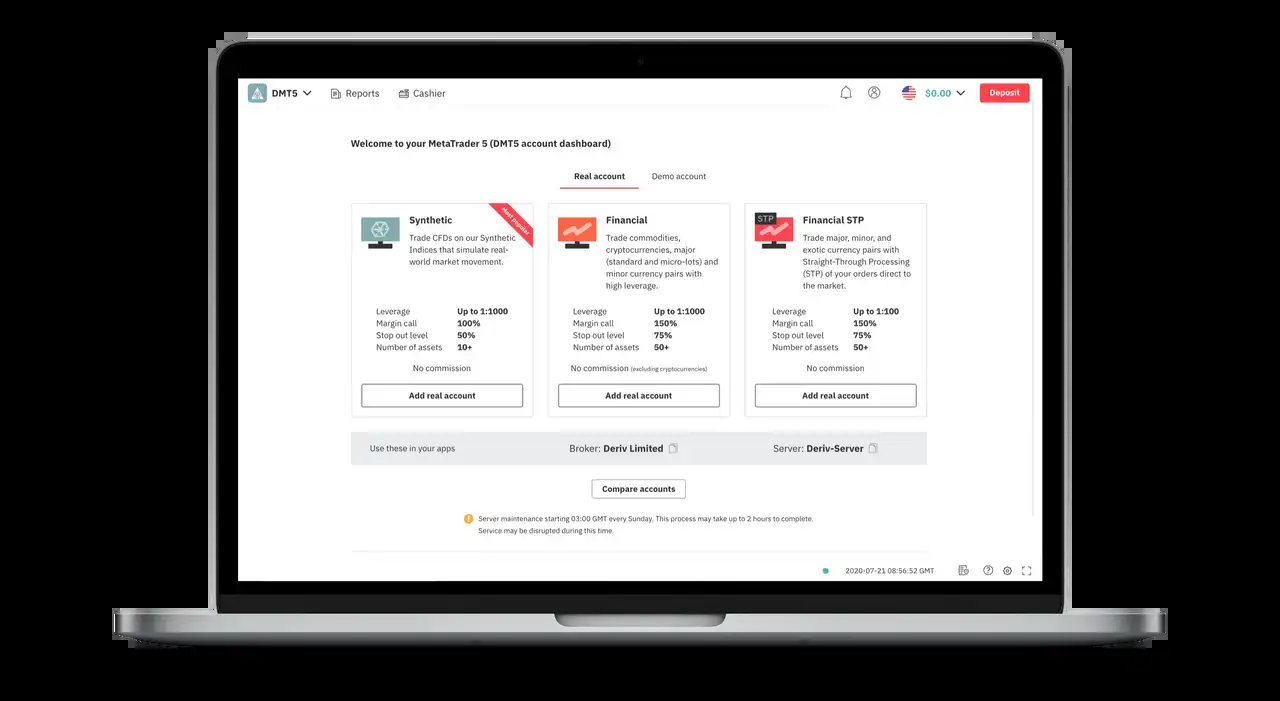 DMT5
Reports
Cashier
$0.00
Deposit
Welcome to your MetaTrader 5 (DMT5 account dashboard)
Real account
Demo account
Synthetic
Most popular
Trade CFDs on our Synthetic
Indices that simulate real-
world market movement.
Leverage Up to 1:1000
Margin call 100%
Stop out level 50%
Number of assets 10+
No commission
Add real account
Financial
Trade commodities,
cryptocurrencies, major
(standard and micro-lots) and
minor currency pairs with
high leverage.
Leverage Up to 1:1000
Margin call 150%
Stop out level 75%
Number of assets 50+
No commission (excluding cryptocurrencies)
Add real account
STP
Financial STP
Trade major, minor, and
exotic currency pairs with
Straight-Through Processing
(STP) of your orders direct to
the market.
Leverage Up to 1:100
Margin call 150%
Stop out level 75%
Number of assets 50+
No commission
Add real account
Use these in your apps
Broker: Deriv Limited
Server: Deriv-Server
Compare accounts
Server maintenance starting 03:00 GMT every Sunday. This process may take up to 2 hours to complete.
Service may be disrupted during this time.
2020-07-21 08:56:52 GMT